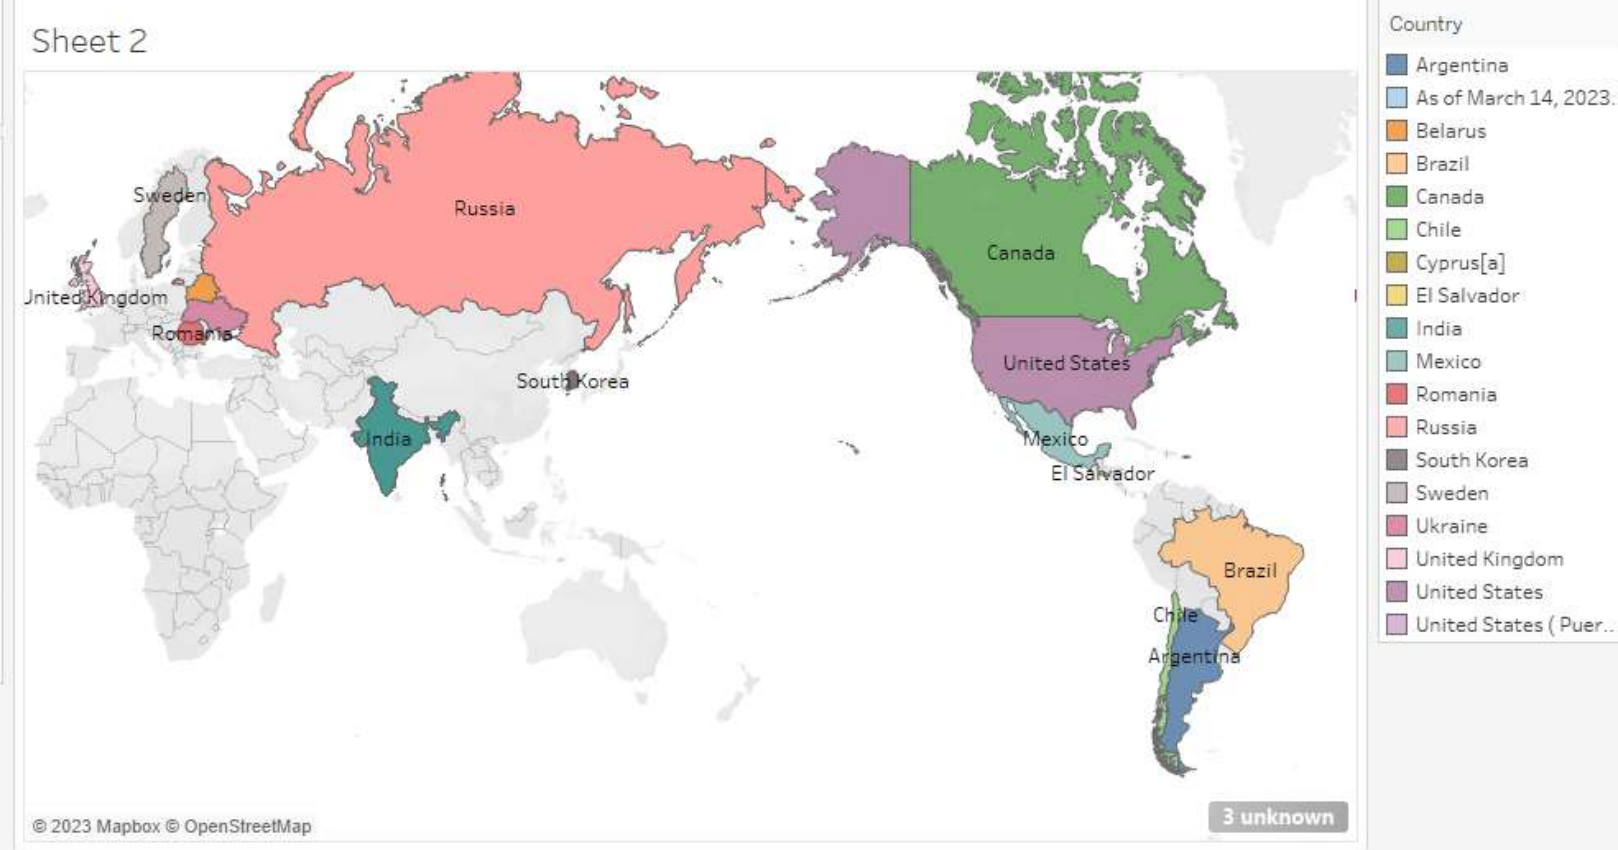 Sheet 2
Country
Argentina
As of March 14, 2023.
Belarus
Brazil
Canada
Chile
Cyprus[a]
El Salvador
India
Mexico
Romania
Russia
South Korea
Sweden
Ukraine
United Kingdom
United States
United States ( Puer..
Sweden
Russia
Canada
United Kingdom
Romania
United States
South Korea
India
Mexico
El Salvador
Brazil
Chile
Argentina
3 unknown
© 2023 Mapbox © OpenStreetMap